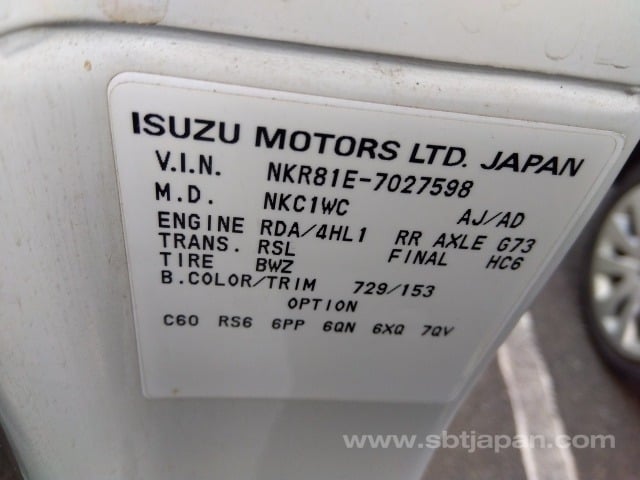 ISUZU MOTORS LTD. JAPAN
V.I.N. NKR81E-7027598
M.D. NKC1WC AJ/AD
ENGINE RDA/4HL1 RR AXLE G73
TRANS. RSL FINAL HC6
TIRE BWZ
B.COLOR/TRIM 729/153
OPTION
C60 RS6 6PP 6QN 6XQ 7QV
www.sbtjapan.com